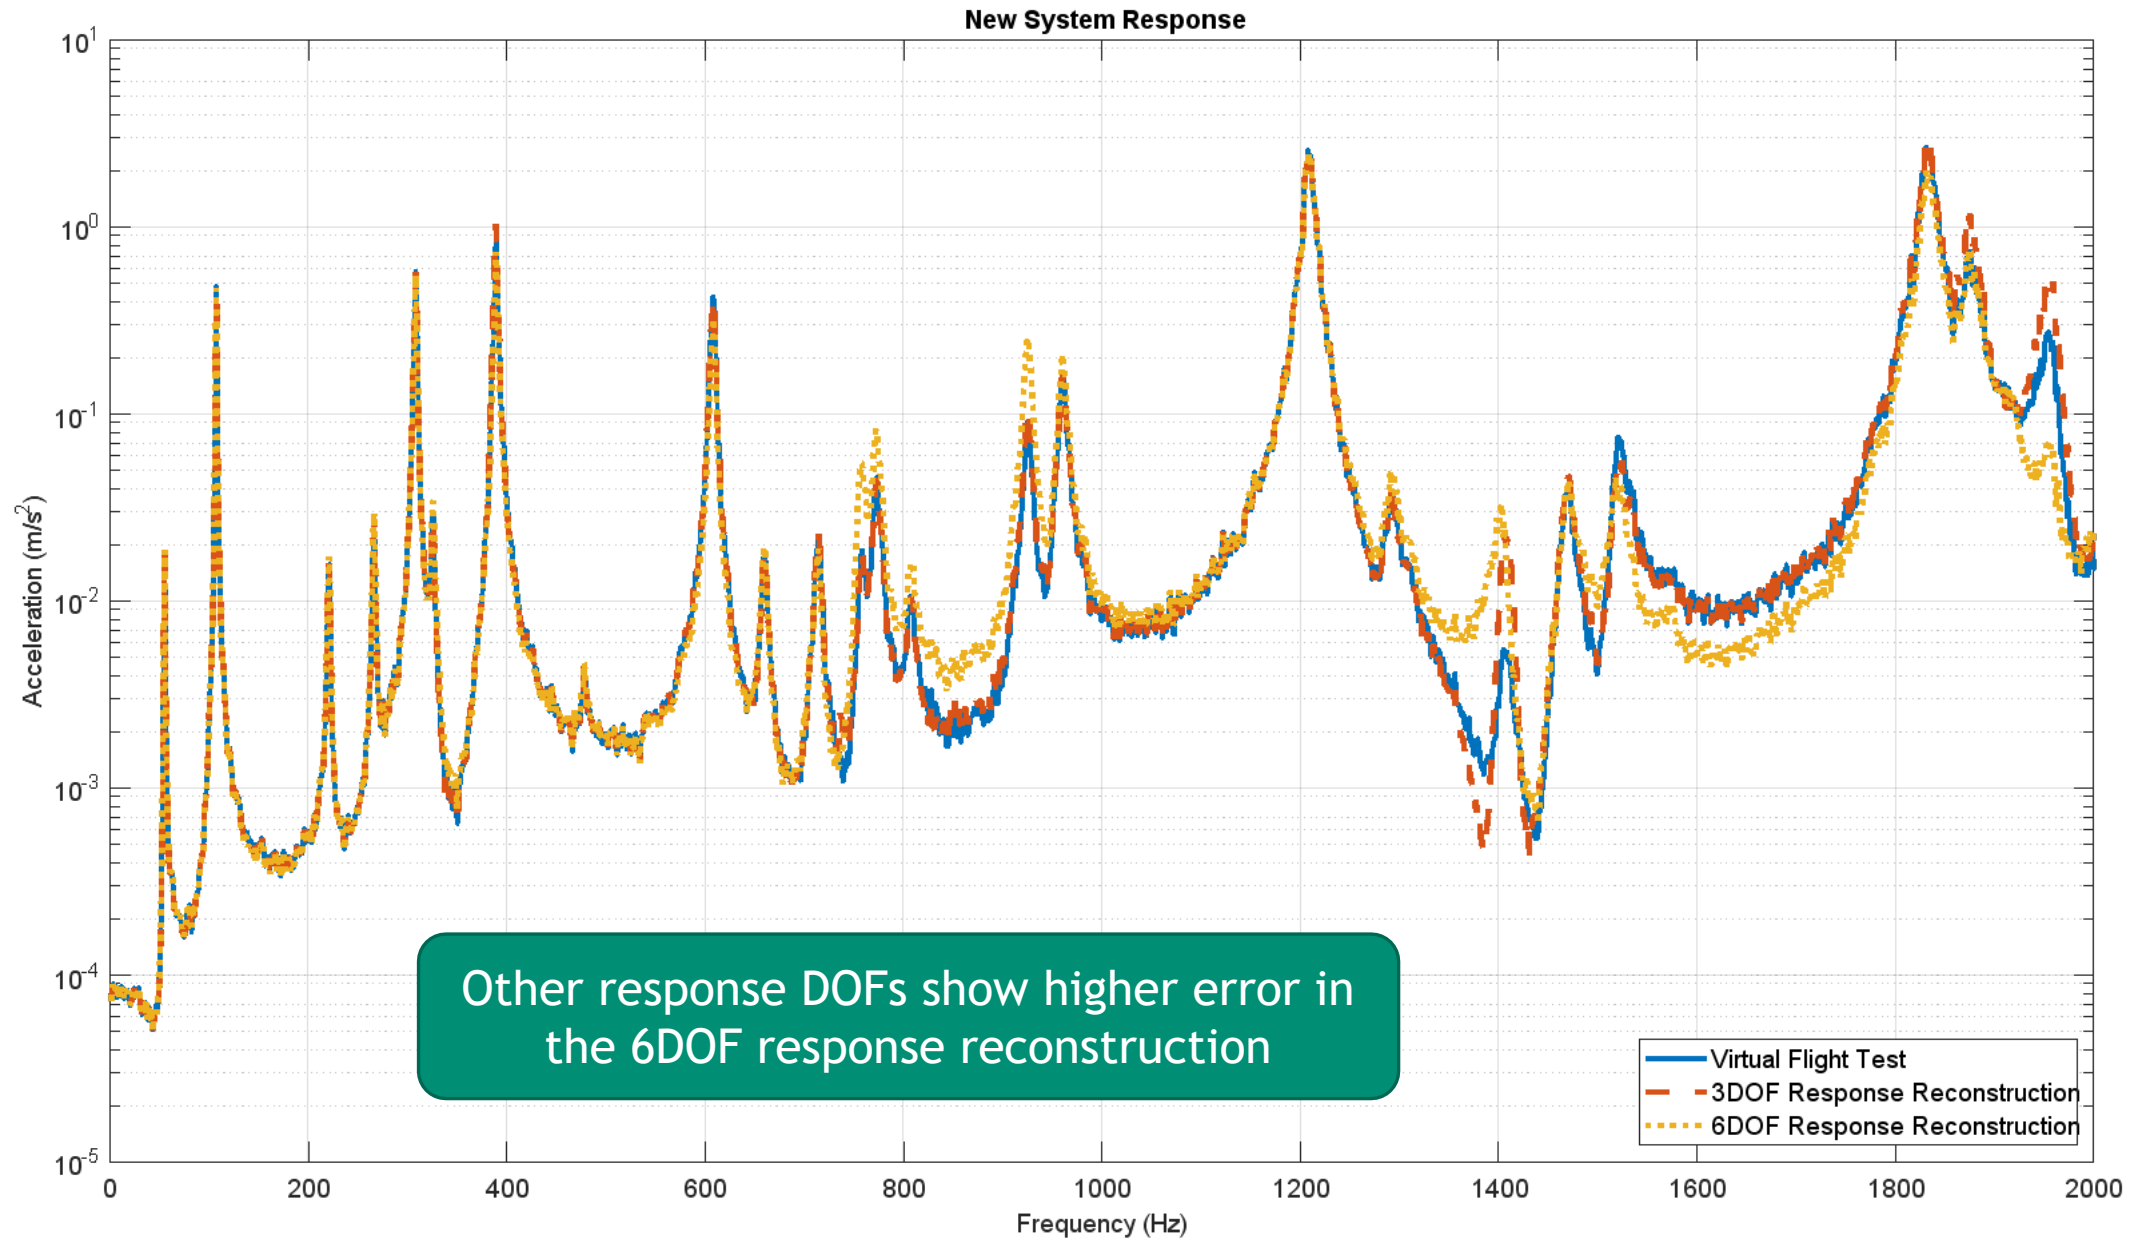 New System Response
10^1
10^0
10^-1
10^-2
10^-3
10^-4
10^-5
Acceleration (m/s^2)
Other response DOFs show higher error in
the 6DOF response reconstruction
Virtual Flight Test
3DOF Response Reconstruction
6DOF Response Reconstruction
0 200 400 600 800 1000 1200 1400 1600 1800 2000
Frequency (Hz)